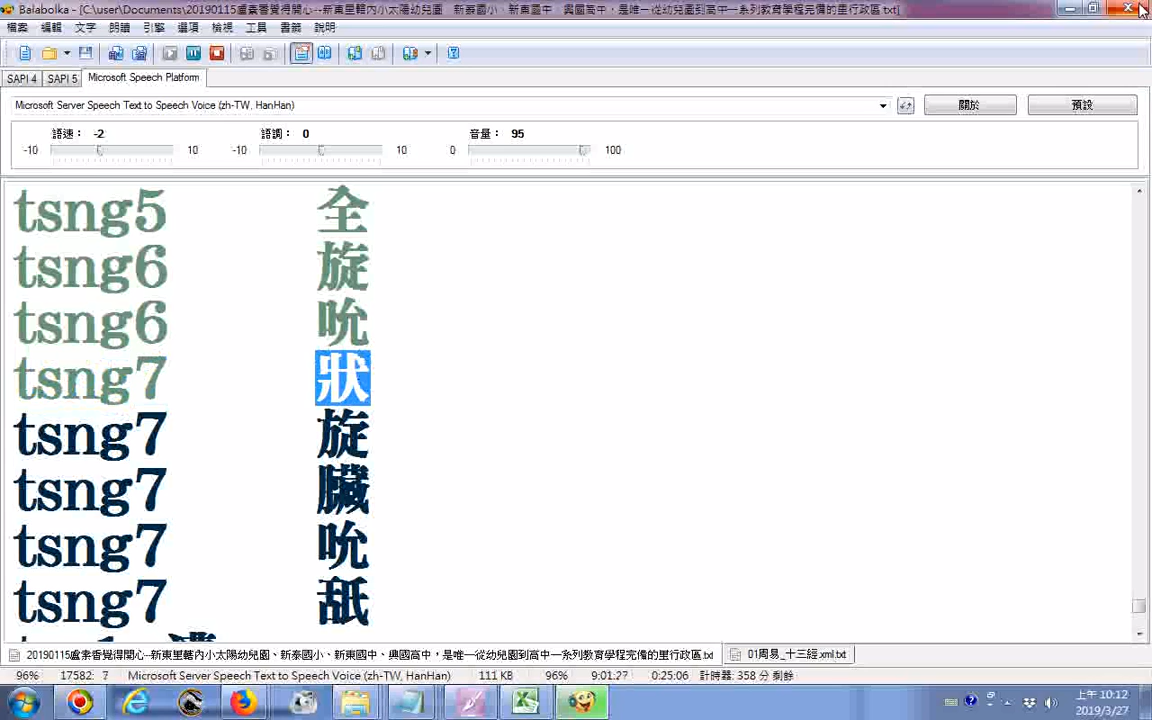 Balabolka - [C:\user\Documents\20190115盧素香覺得開心--新東里轄內小太陽幼兒園、新泰國小、新東國中、興國高中，是唯一從幼兒園到高中一系列教育學程完備的里行政區.txt]
檔案 編輯 文字 朗讀 引擎 選項 檢視 工具 書籤 說明
SAPI 4 SAPI 5 Microsoft Speech Platform
Microsoft Server Speech Text to Speech Voice (zh-TW, HanHan) 關於 預設
語速： -2 語調： 0 音量： 95
-10 10 -10 10 0 100
tsng5 全
tsng6 旋
tsng6 吮
tsng7 狀
tsng7 旋
tsng7 臟
tsng7 吮
tsng7 舐
20190115盧素香覺得開心--新東里轄內小太陽幼兒園、新泰國小、新東國中、興國高中，是唯一從幼兒園到高中一系列教育學程完備的里行政區.txt 01周易_十三經.xml.txt
96% 17582: 7 Microsoft Server Speech Text to Speech Voice (zh-TW, HanHan) 111 KB 96% 9:01:27 0:25:06 計時器: 358 分 剩餘
上午 10:12
2019/3/27